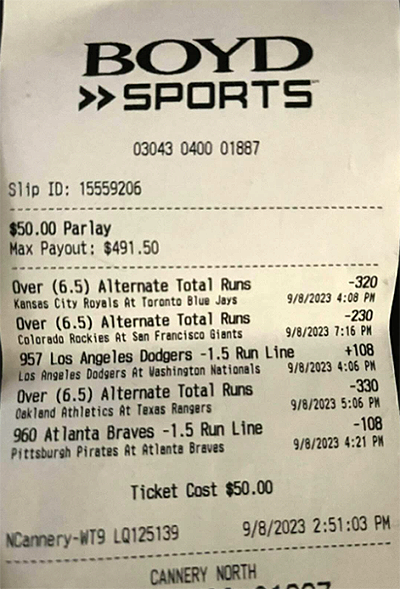 BOYD
SPORTS
03043 0400 01887
Slip ID: 15559206
$50.00 Parlay
Max Payout: $491.50
Over (6.5) Alternate Total Runs -320
Kansas City Royals At Toronto Blue Jays 9/8/2023 4:08 PM
Over (6.5) Alternate Total Runs -230
Colorado Rockies At San Francisco Giants 9/8/2023 7:16 PM
957 Los Angeles Dodgers -1.5 Run Line +108
Los Angeles Dodgers At Washington Nationals 9/8/2023 4:06 PM
Over (6.5) Alternate Total Runs -330
Oakland Athletics At Texas Rangers 9/8/2023 5:06 PM
960 Atlanta Braves -1.5 Run Line -108
Pittsburgh Pirates At Atlanta Braves 9/8/2023 4:21 PM
Ticket Cost $50.00
NCannery-WT9 LQ125139 9/8/2023 2:51:03 PM
CANNERY NORTH